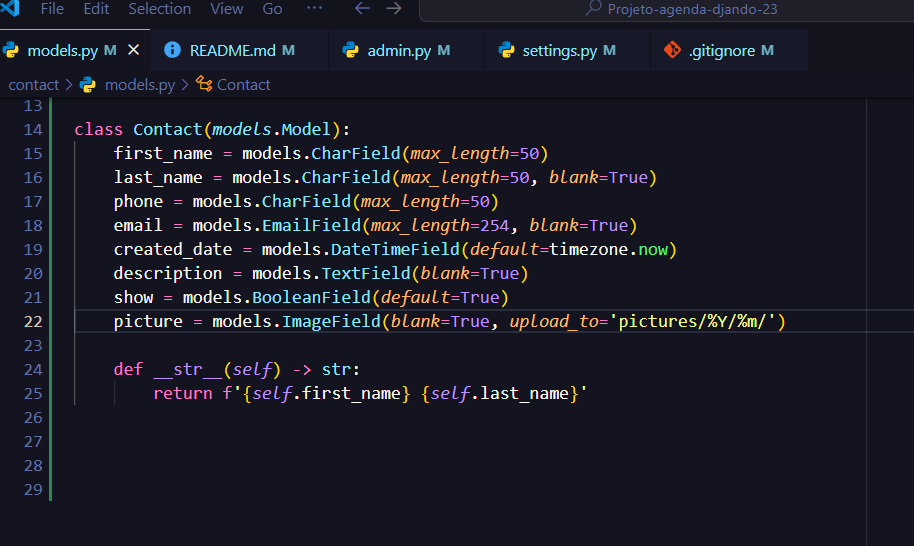 File Edit Selection View Go ··· ← → Projeto-agenda-djando-23
models.py M × README.md M admin.py M settings.py M .gitignore M
contact > models.py > Contact
13
14 class Contact(models.Model):
15     first_name = models.CharField(max_length=50)
16     last_name = models.CharField(max_length=50, blank=True)
17     phone = models.CharField(max_length=50)
18     email = models.EmailField(max_length=254, blank=True)
19     created_date = models.DateTimeField(default=timezone.now)
20     description = models.TextField(blank=True)
21     show = models.BooleanField(default=True)
22     picture = models.ImageField(blank=True, upload_to='pictures/%Y/%m/')
23
24     def __str__(self) -> str:
25         return f'{self.first_name} {self.last_name}'
26
27
28
29